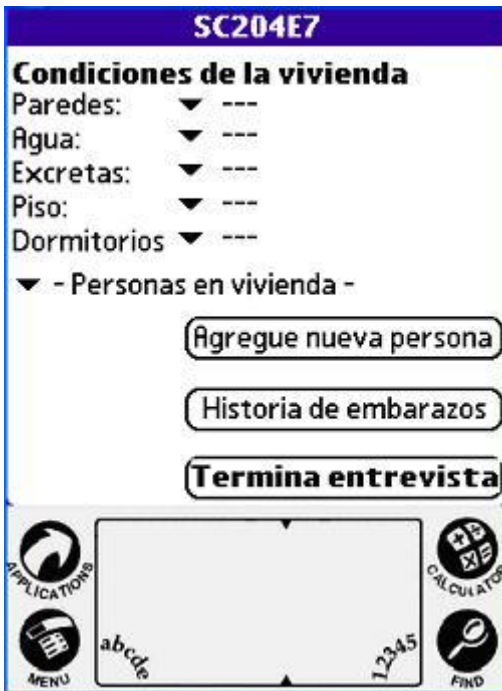 SC204E7
Condiciones de la vivienda
Paredes: ---
Agua: ---
Excretas: ---
Piso: ---
Dormitorios ---
- Personas en vivienda -
Agregue nueva persona
Historia de embarazos
Termina entrevista
APPLICATIONS
CALCULATOR
MENU
abcde
12345
FIND